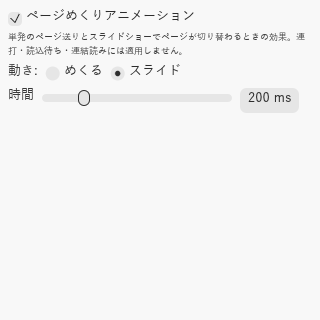 ページめくりアニメーション
単発のページ送りとスライドショーでページが切り替わるときの効果。連
打・読込待ち・連結読みには適用しません。
動き: めくる スライド
時間 200 ms